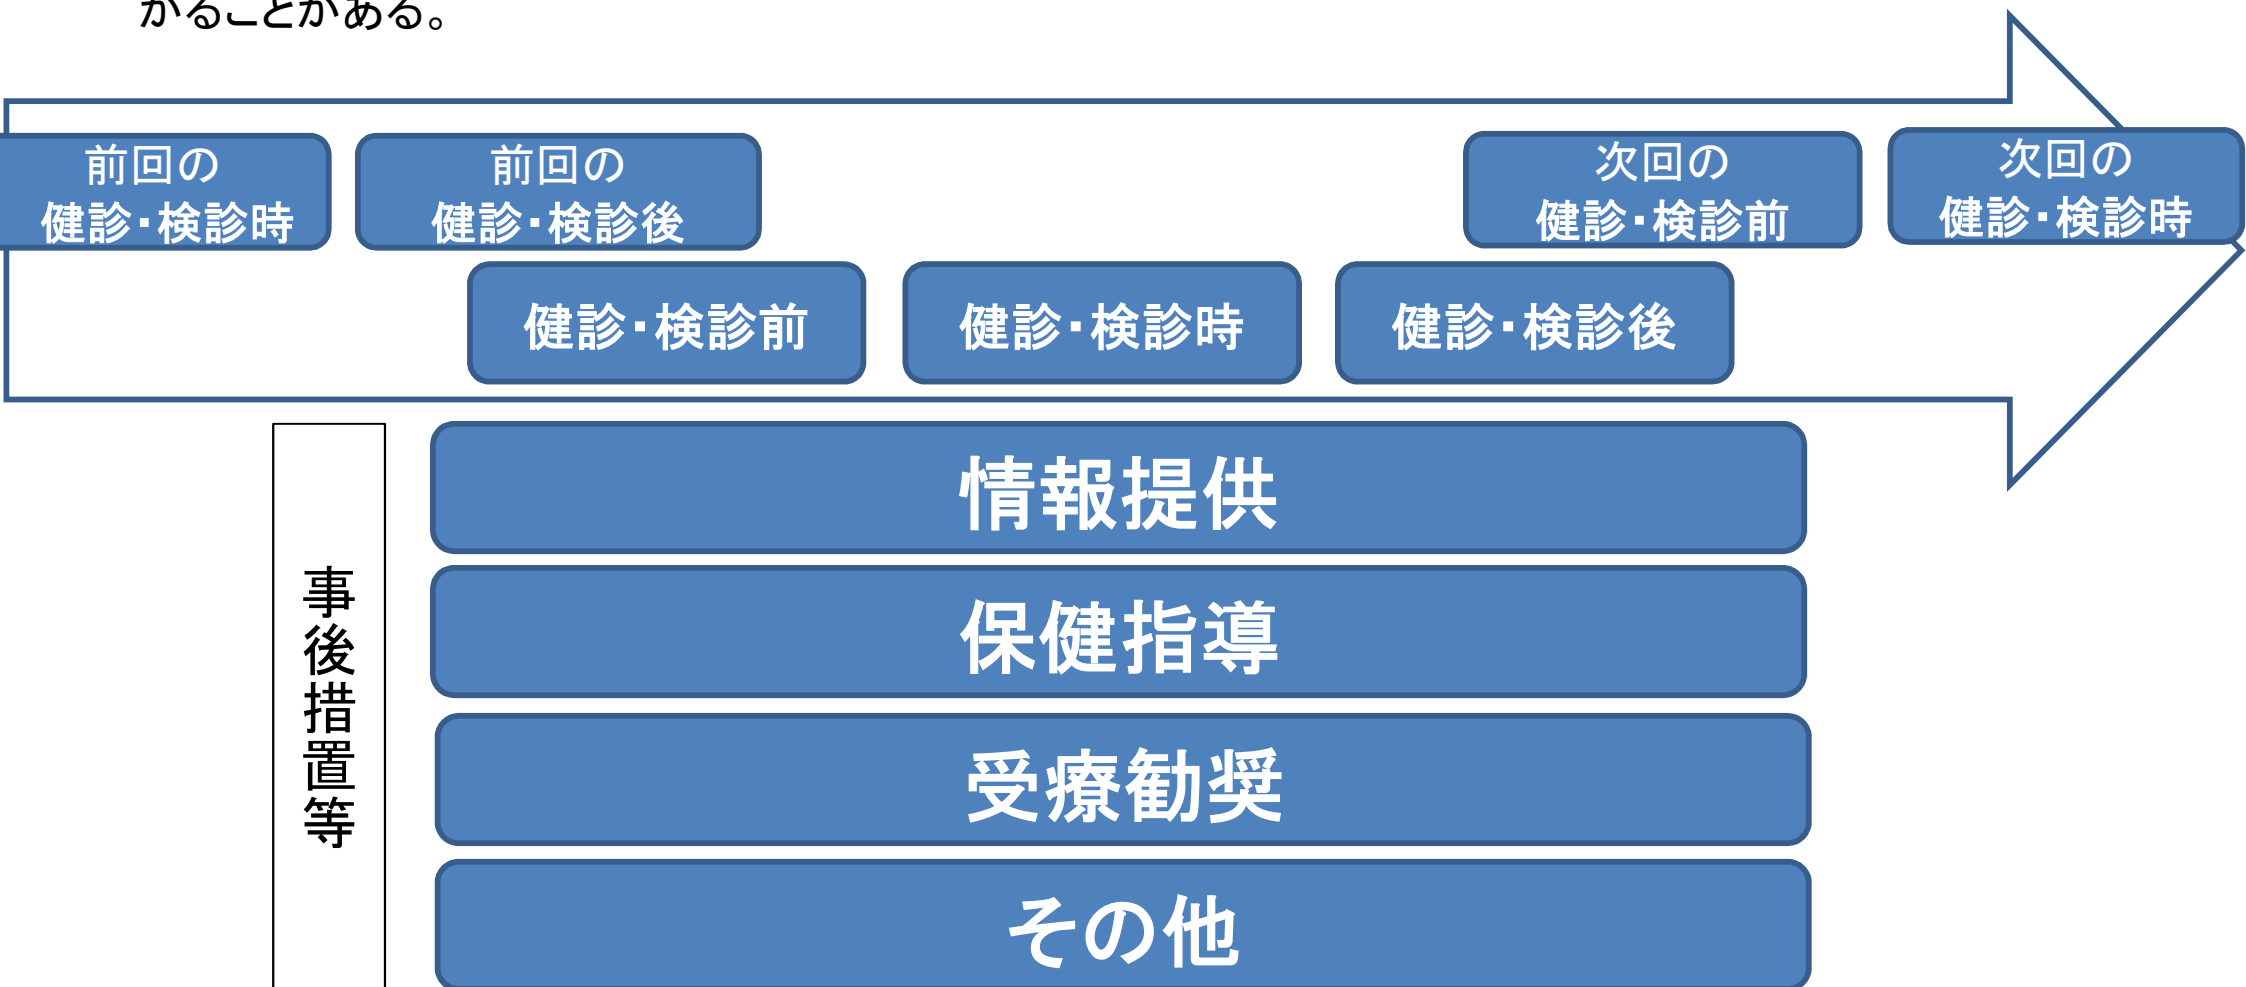 かることがある。
前回の
健診・検診時
前回の
健診・検診後
次回の
健診・検診前
次回の
健診・検診時
健診・検診前
健診・検診時
健診・検診後
事後措置等
情報提供
保健指導
受療勧奨
その他